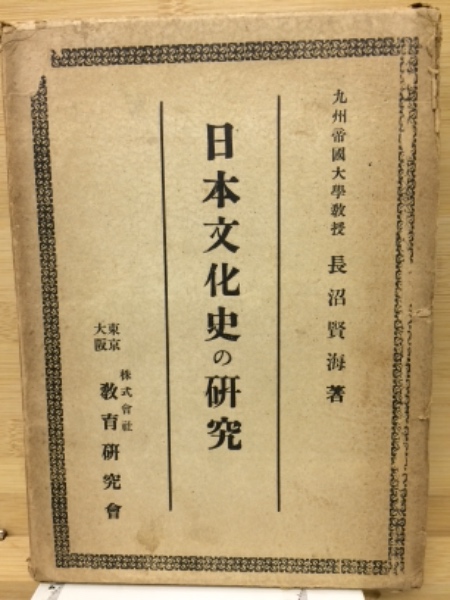 九州帝國大學教授 長沼賢海著
日本文化史の研究
東京
大阪
株式會社
教育研究會